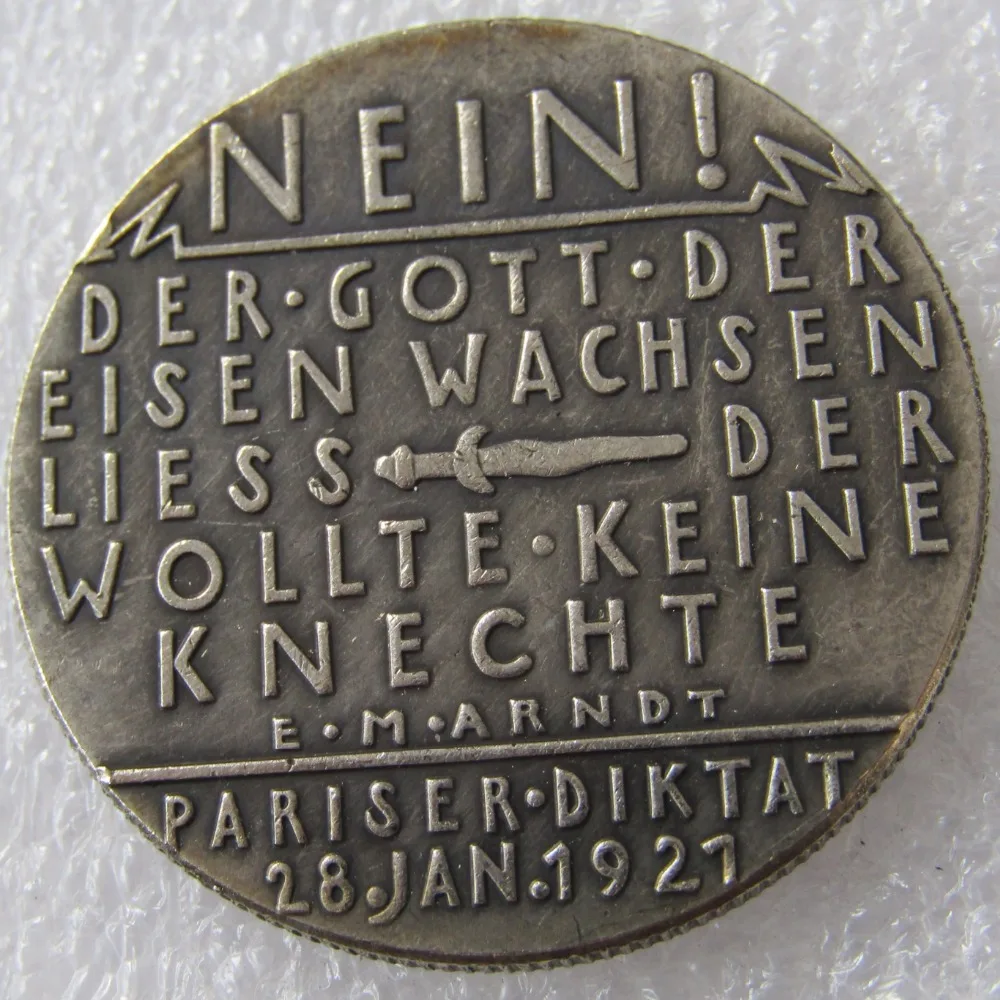 NEIN!
DER·GOTT·DER
EISEN WACHSEN
LIESS DER
WOLLTE·KEINE
KNECHTE
E·M·ARNDT
PARISER·DIKTAT
28.JAN.1921